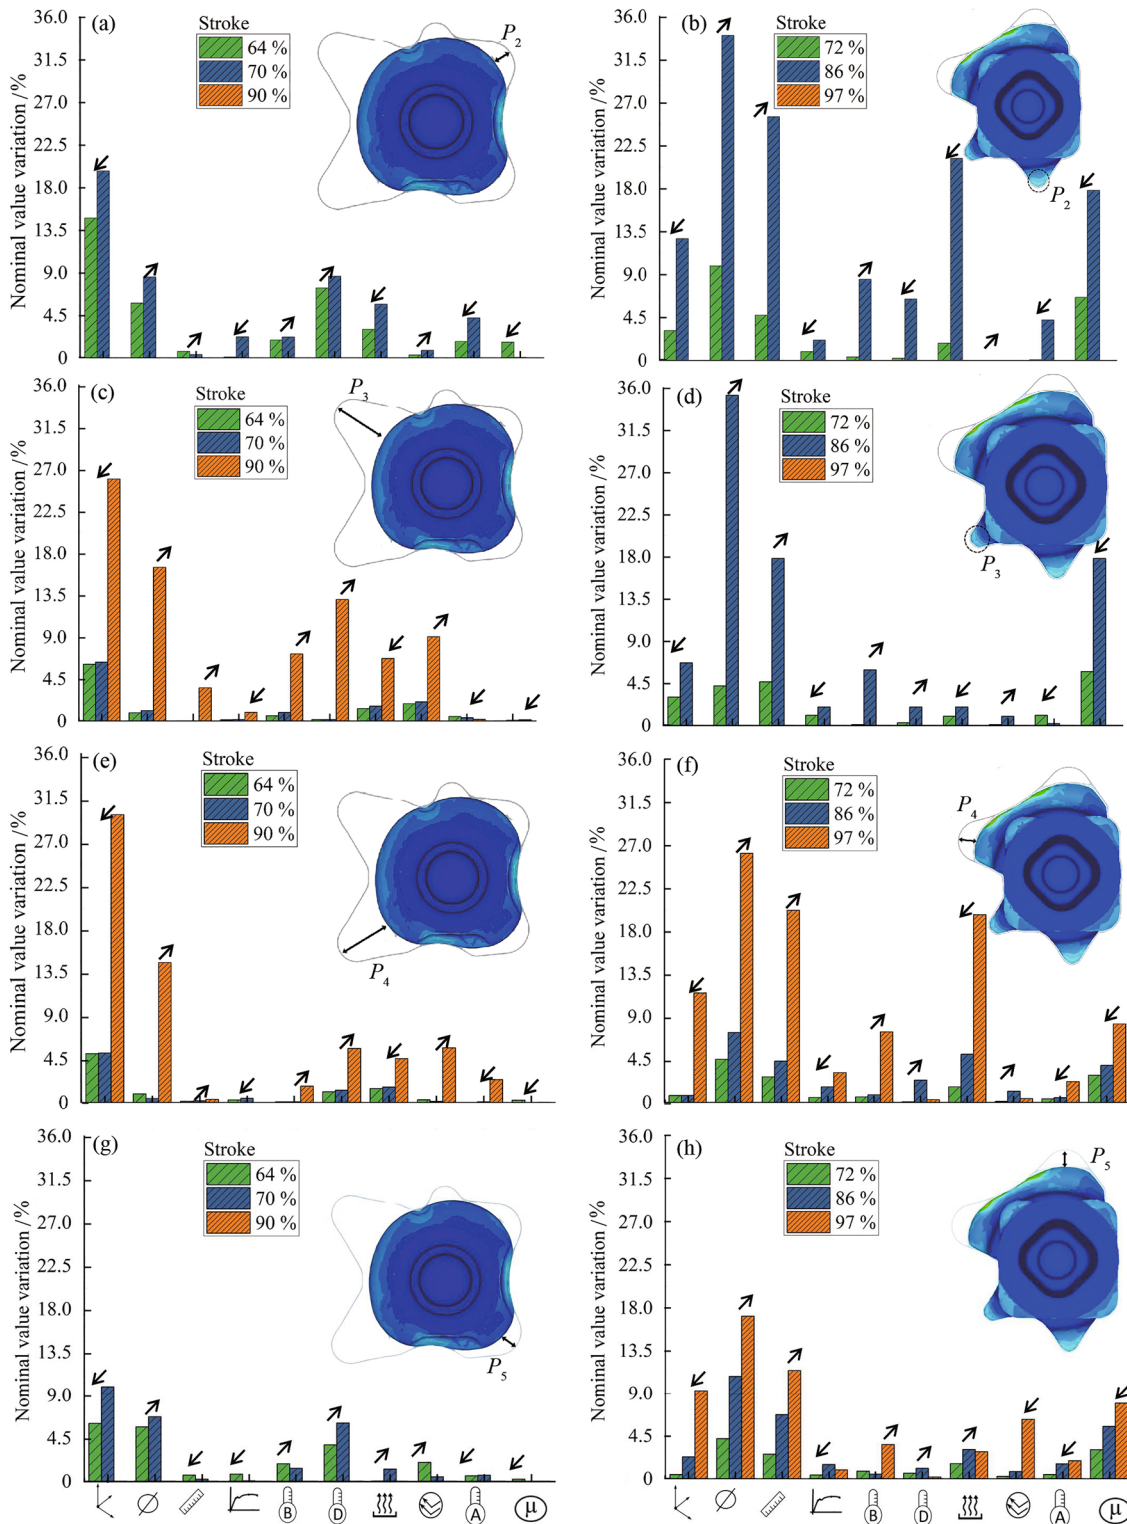 (a)
Stroke
64 %
70 %
90 %
P2
Nominal value variation /%
36.0
31.5
27.0
22.5
18.0
13.5
9.0
4.5
0
(b)
Stroke
72 %
86 %
97 %
P2
Nominal value variation /%
36.0
31.5
27.0
22.5
18.0
13.5
9.0
4.5
0
(c)
Stroke
64 %
70 %
90 %
P3
Nominal value variation /%
36.0
31.5
27.0
22.5
18.0
13.5
9.0
4.5
0
(d)
Stroke
72 %
86 %
97 %
P3
Nominal value variation /%
36.0
31.5
27.0
22.5
18.0
13.5
9.0
4.5
0
(e)
Stroke
64 %
70 %
90 %
P4
Nominal value variation /%
36.0
31.5
27.0
22.5
18.0
13.5
9.0
4.5
0
(f)
Stroke
72 %
86 %
97 %
P4
Nominal value variation /%
36.0
31.5
27.0
22.5
18.0
13.5
9.0
4.5
0
(g)
Stroke
64 %
70 %
90 %
P5
Nominal value variation /%
36.0
31.5
27.0
22.5
18.0
13.5
9.0
4.5
0
B
D
A
μ
(h)
Stroke
72 %
86 %
97 %
P5
Nominal value variation /%
36.0
31.5
27.0
22.5
18.0
13.5
9.0
4.5
0
B
D
A
μ